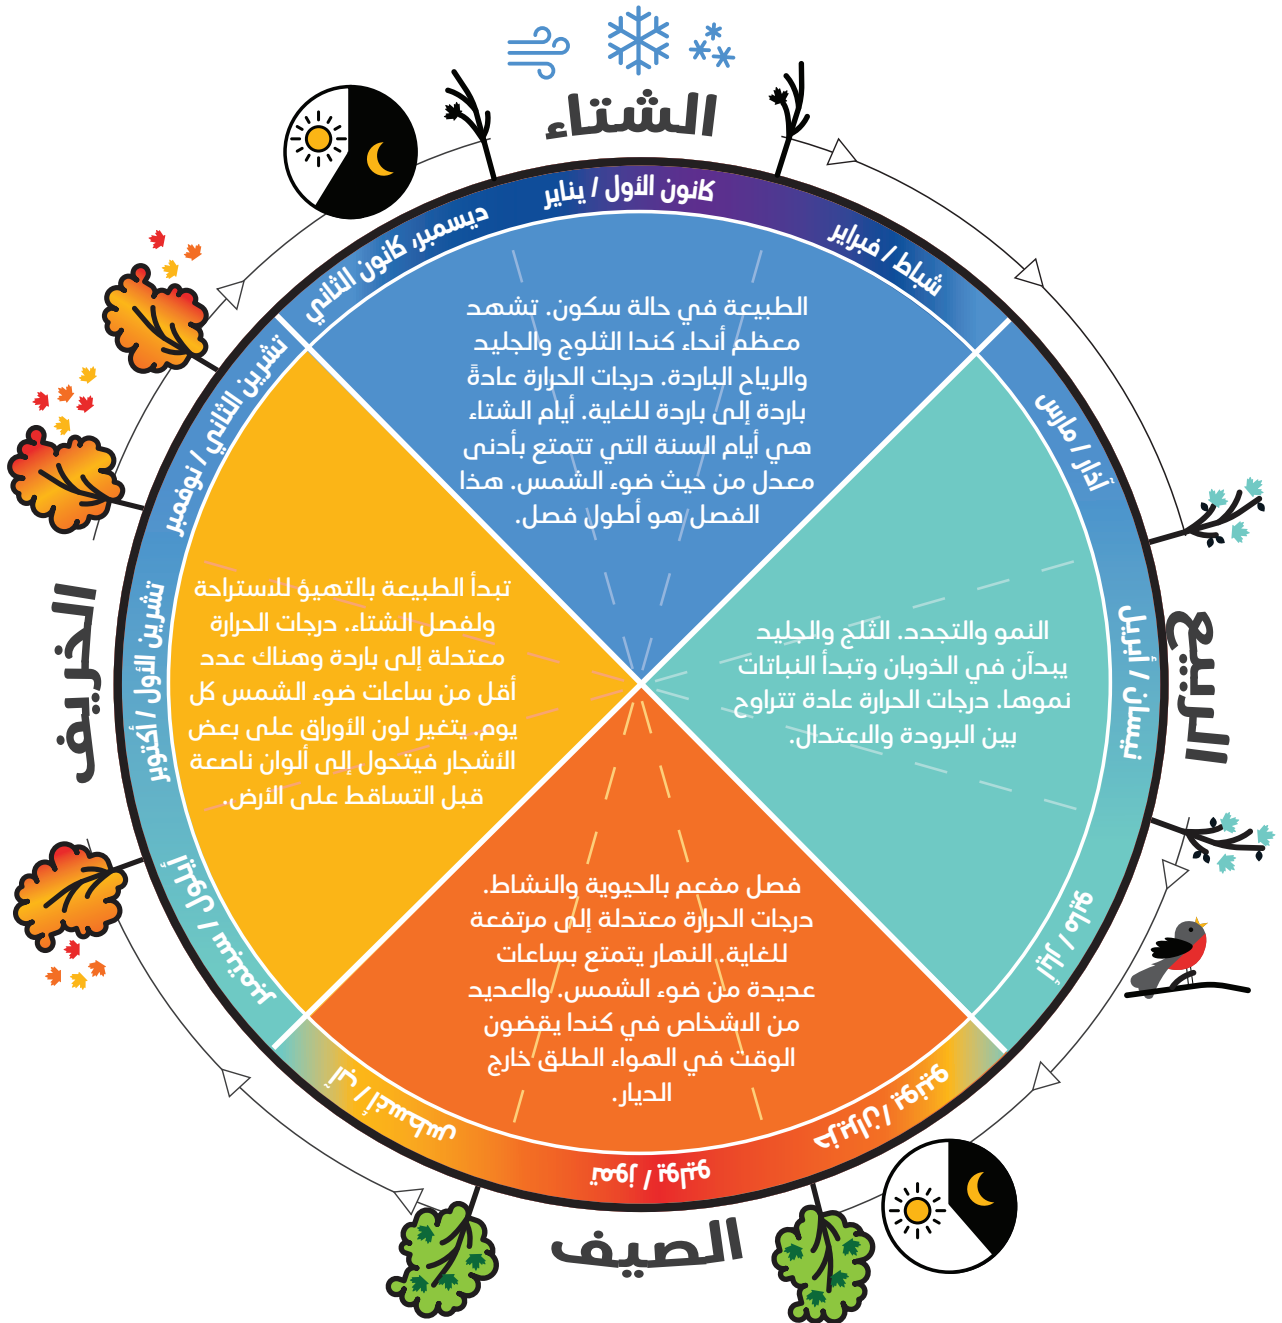 الشتاء
ديسمبر، كانون الثاني
كانون الأول / يناير
شباط / فبراير
الطبيعة في حالة سكون. تشهد
معظم أنحاء كندا الثلوج والجليد
والرياح الباردة. درجات الحرارة عادةً
باردة إلى باردة للغاية. أيام الشتاء
هي أيام السنة التي تتمتع بأدنى
معدل من حيث ضوء الشمس. هذا
الفصل هو أطول فصل.
الربيع
آذار / مارس
نيسان / أبريل
أيار / مايو
النمو والتجدد. الثلج والجليد
يبدآن في الذوبان وتبدأ النباتات
نموها. درجات الحرارة عادة تتراوح
بين البرودة والاعتدال.
الصيف
حزيران / يونيو
تموز / يوليو
آب / أغسطس
فصل مفعم بالحيوية والنشاط.
درجات الحرارة معتدلة إلى مرتفعة
للغاية. النهار يتمتع بساعات
عديدة من ضوء الشمس. والعديد
من الاشخاص في كندا يقضون
الوقت في الهواء الطلق خارج
الديار.
الخريف
أيلول / سبتمبر
تشرين الأول / أكتوبر
تشرين الثاني / نوفمبر
تبدأ الطبيعة بالتهيؤ للاستراحة
ولفصل الشتاء. درجات الحرارة
معتدلة إلى باردة وهناك عدد
أقل من ساعات ضوء الشمس كل
يوم. يتغير لون الأوراق على بعض
الأشجار فيتحول إلى ألوان ناصعة
قبل التساقط على الأرض.